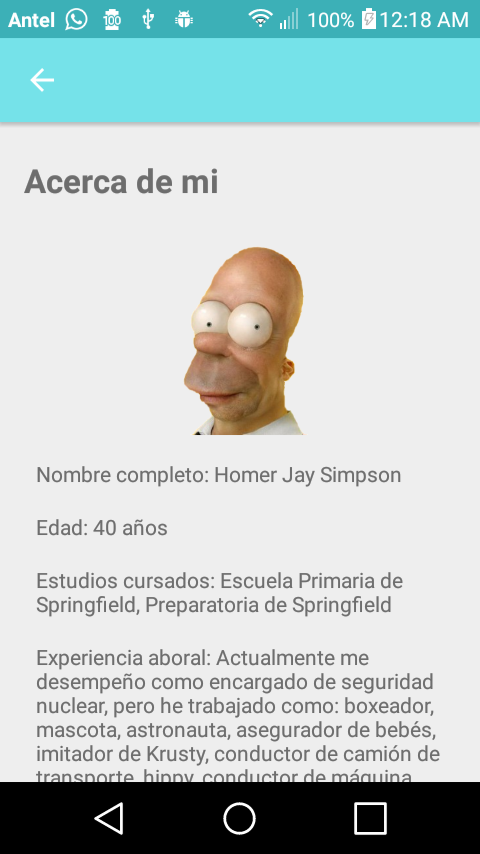 Antel 100 100% 12:18 AM
Acerca de mi
Nombre completo: Homer Jay Simpson
Edad: 40 años
Estudios cursados: Escuela Primaria de
Springfield, Preparatoria de Springfield
Experiencia aboral: Actualmente me
desempeño como encargado de seguridad
nuclear, pero he trabajado como: boxeador,
mascota, astronauta, asegurador de bebés,
imitador de Krusty, conductor de camión de
transporte, hippy, conductor de máquina